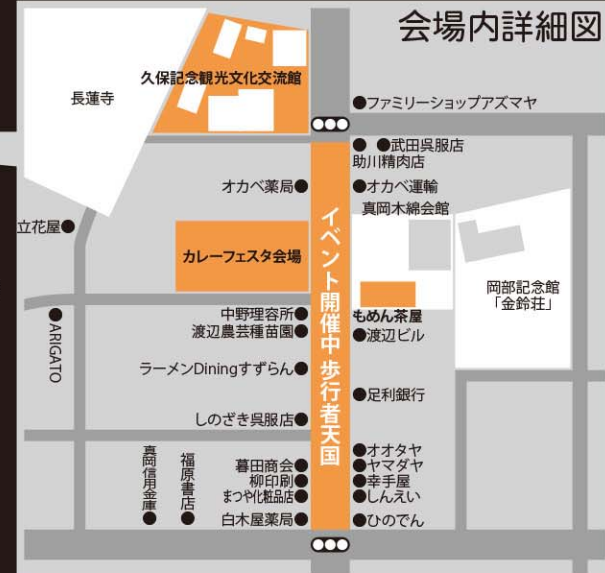 会場内詳細図
久保記念観光文化交流館
長蓮寺
●ファミリーショップアズマヤ
● ●武田呉服店
助川精肉店
オカベ薬局●
●オカベ運輸
真岡木綿会館
立花屋●
カレーフェスタ会場
イベント開催中 歩行者天国
岡部記念館
「金鈴荘」
もめん茶屋
中野理容所●
渡辺農芸種苗園●
●渡辺ビル
●ARIGATO
ラーメンDiningすずらん●
●足利銀行
しのざき呉服店●
●オオタヤ
暮田商会●
●ヤマダヤ
柳印刷●
●幸手屋
まつや化粧品店●
●しんえい
真岡信用金庫●
福原書店●
白木屋薬局●
●ひのでん